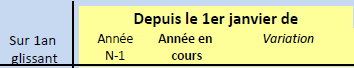 Depuis le 1er janvier de
Sur 1an glissant
Année N-1
Année en cours
Variation